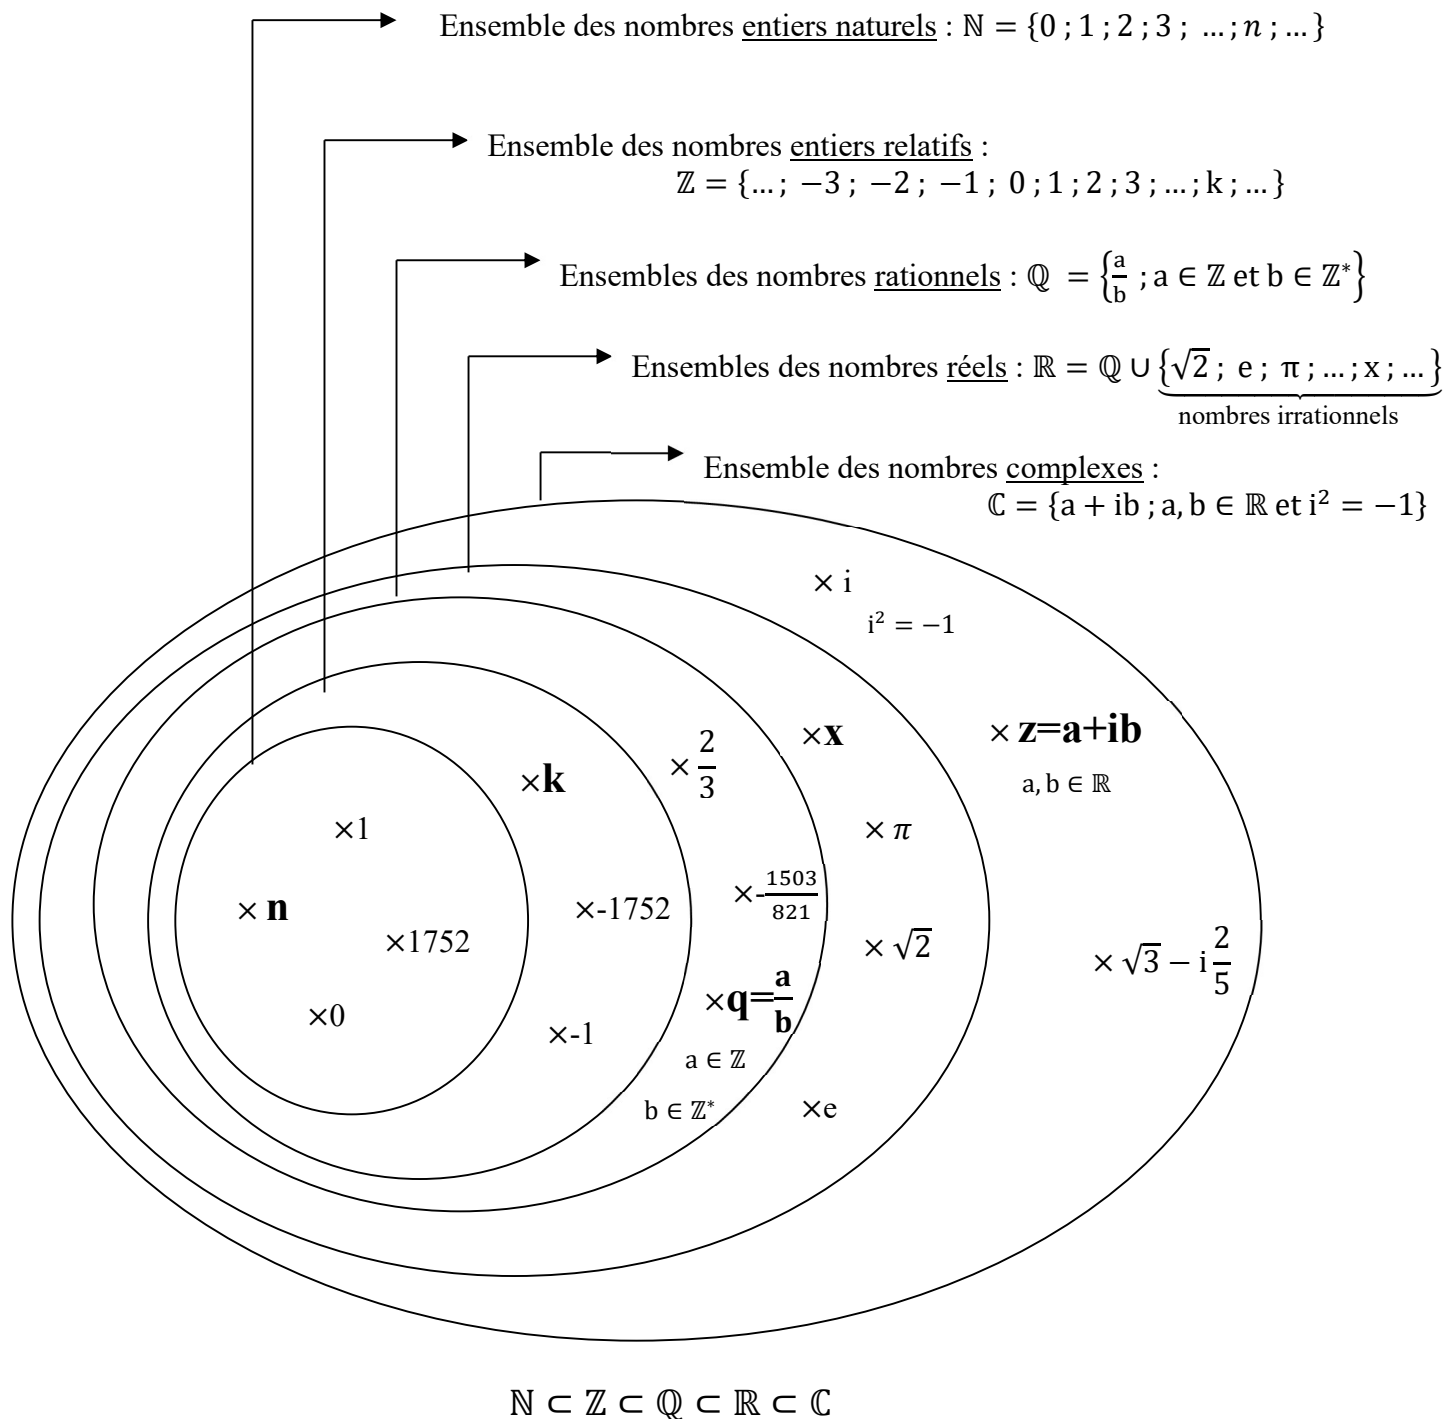 Ensemble des nombres entiers naturels : ℕ = {0 ; 1 ; 2 ; 3 ; … ; n ; … }
Ensemble des nombres entiers relatifs :
ℤ = {… ; −3 ; −2 ; −1 ; 0 ; 1 ; 2 ; 3 ; … ; k ; … }
Ensembles des nombres rationnels : ℚ = {a/b ; a ∈ ℤ et b ∈ ℤ*}
Ensembles des nombres réels : ℝ = ℚ ∪ {√2 ; e ; π ; … ; x ; … }
nombres irrationnels
Ensemble des nombres complexes :
ℂ = {a + ib ; a, b ∈ ℝ et i² = −1}
× i
i² = −1
×x
× z=a+ib
× 2/3
×k
a, b ∈ ℝ
×1
× π
×-1503/821
× n
×-1752
×1752
× √2
× √3 − i 2/5
×q=a/b
×0
×-1
a ∈ ℤ
b ∈ ℤ*
×e
ℕ ⊂ ℤ ⊂ ℚ ⊂ ℝ ⊂ ℂ